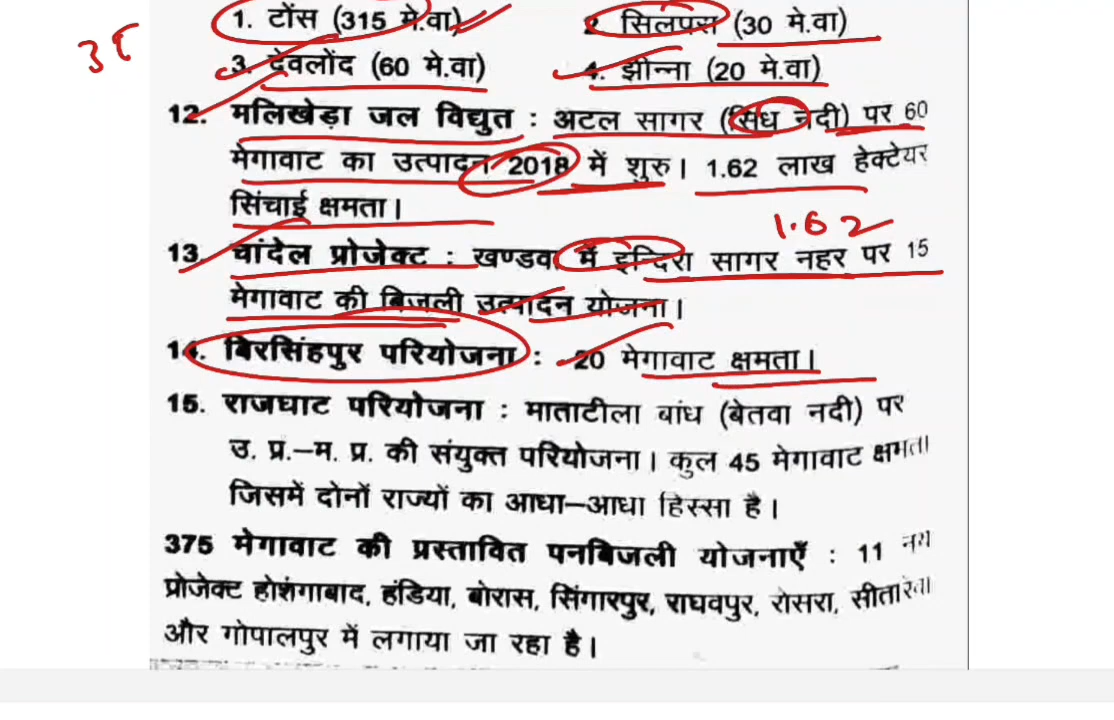 1. टोंस (315 मे.वा) 2. सिलपरा (30 मे.वा)
35
3. देवलोंद (60 मे.वा) 4. झीन्ना (20 मे.वा)
12. मलिखेड़ा जल विद्युत : अटल सागर (सिंध नदी) पर 60
मेगावाट का उत्पादन 2018 में शुरु। 1.62 लाख हेक्टेयर
सिंचाई क्षमता।
1.62
13. चांदेल प्रोजेक्ट : खण्डवा में इन्दिरा सागर नहर पर 15
मेगावाट की बिजली उत्पादन योजना।
14. बिरसिंहपुर परियोजना : 20 मेगावाट क्षमता।
15. राजघाट परियोजना : माताटीला बांध (बेतवा नदी) पर
उ. प्र.–म. प्र. की संयुक्त परियोजना। कुल 45 मेगावाट क्षमता
जिसमें दोनों राज्यों का आधा–आधा हिस्सा है।
375 मेगावाट की प्रस्तावित पनबिजली योजनाएँ : 11 नये
प्रोजेक्ट होशंगाबाद, हंडिया, बोरास, सिंगारपुर, राघवपुर, रोसरा, सीतारेवा
और गोपालपुर में लगाया जा रहा है।